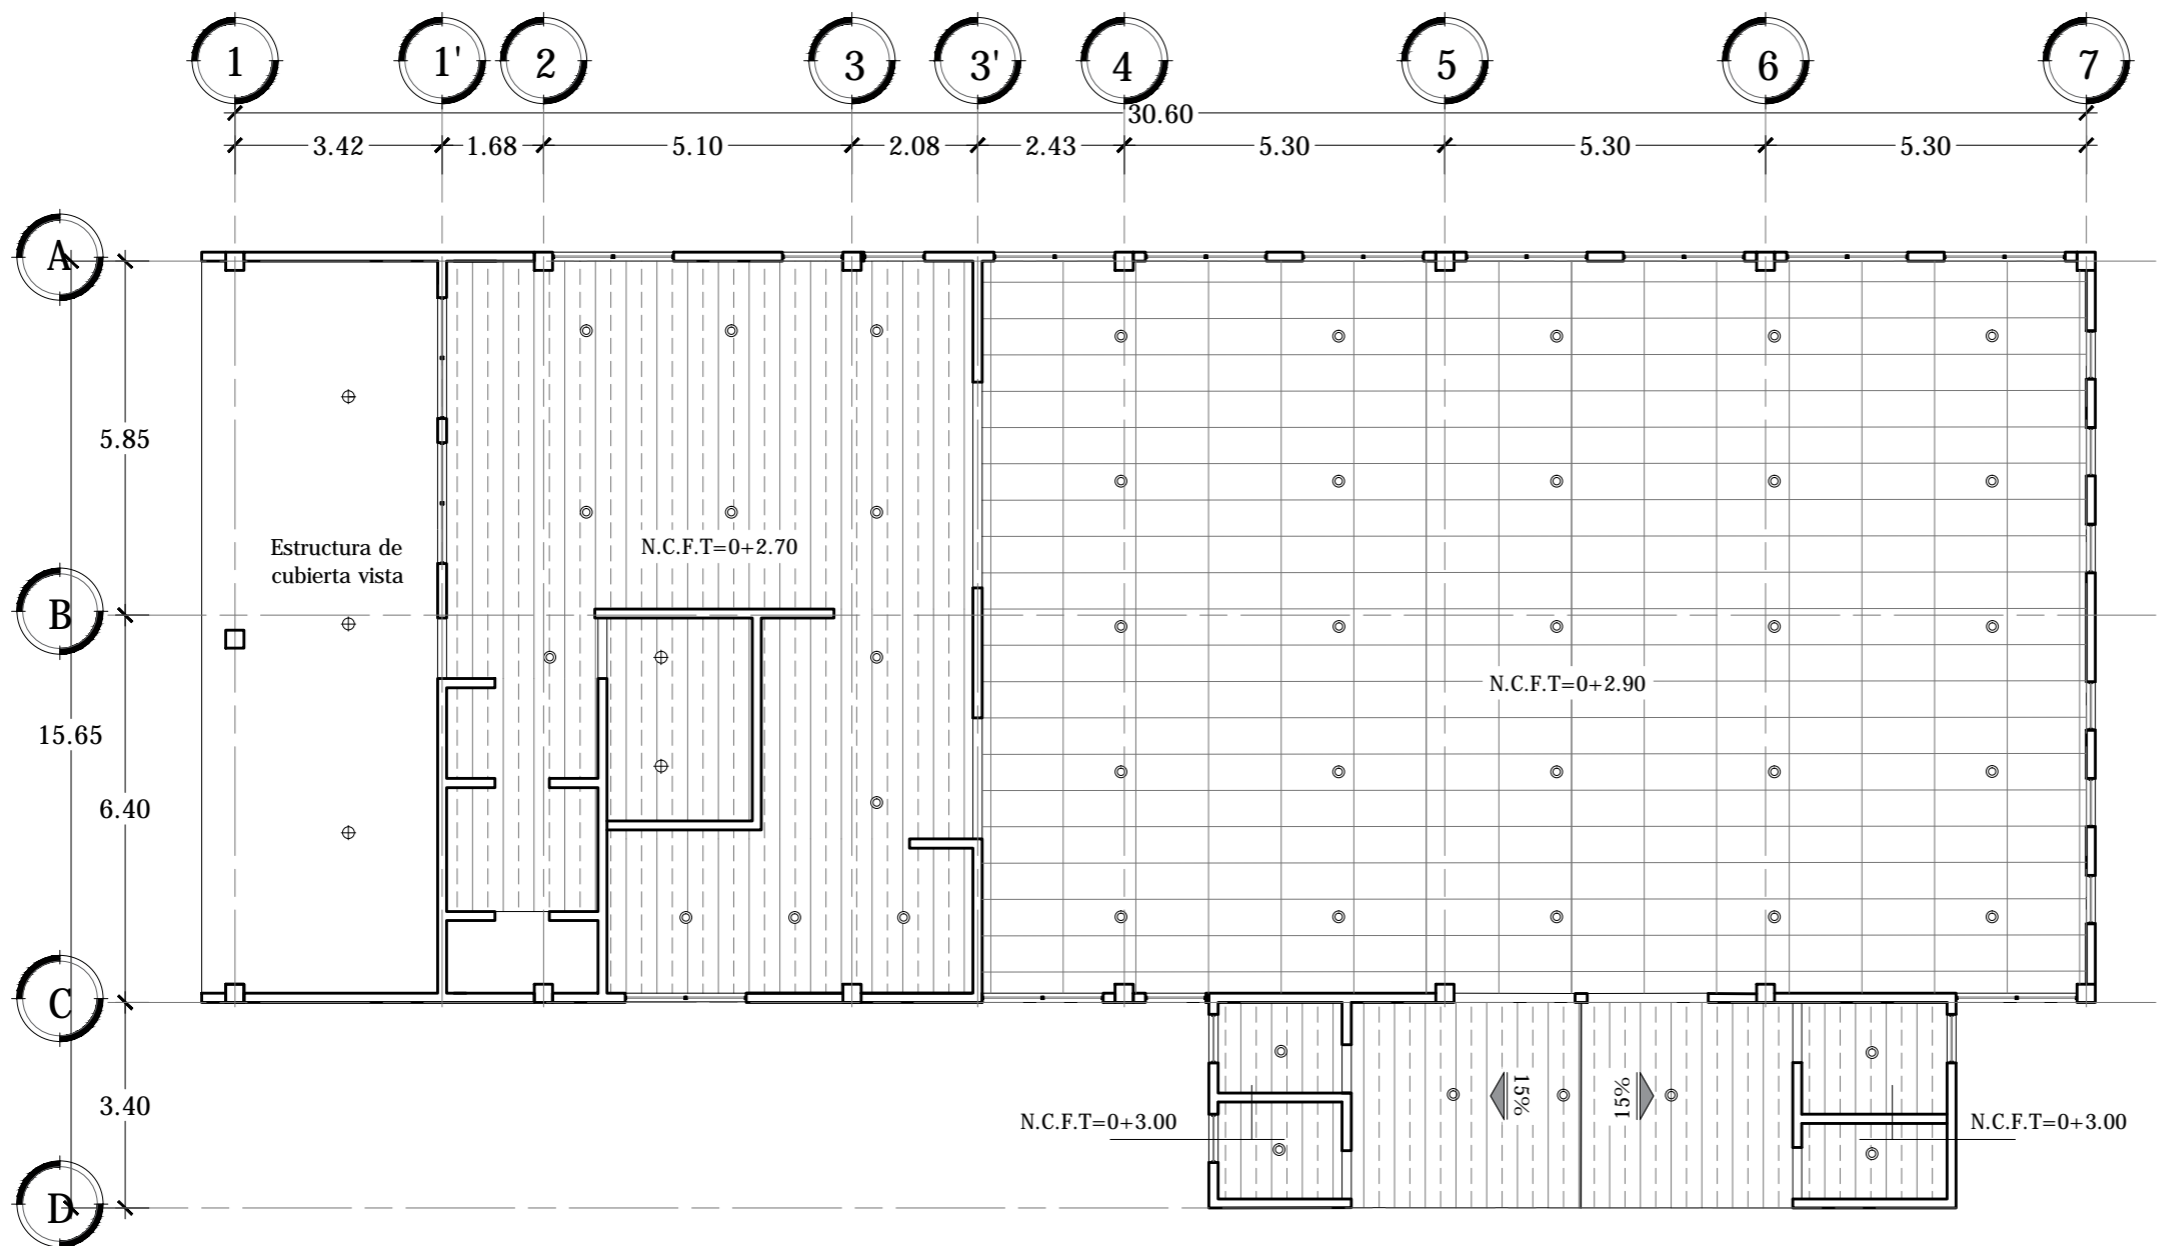 1 1' 2 3 3' 4 5 6 7
30.60
3.42 1.68 5.10 2.08 2.43 5.30 5.30 5.30
A
5.85
Estructura de
cubierta vista
N.C.F.T=0+2.70
B
N.C.F.T=0+2.90
15.65
6.40
C
15%
15%
3.40
N.C.F.T=0+3.00
N.C.F.T=0+3.00
D